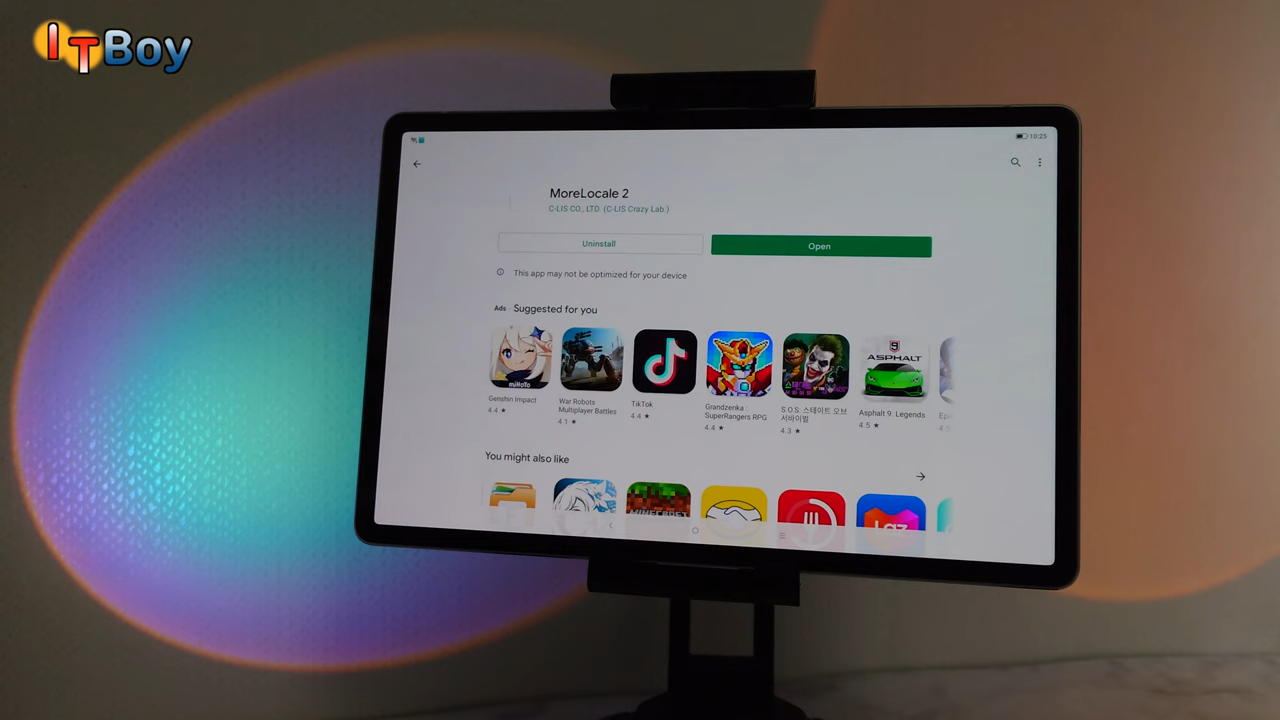 ITBoy
10:25
MoreLocale 2
C-LIS CO., LTD. (C-LIS Crazy Lab.)
Uninstall
Open
This app may not be optimized for your device
Ads Suggested for you
miHoYo
ASPHALT
9
Genshin Impact
4.4 ★
War Robots
Multiplayer Battles
4.1 ★
TikTok
4.4 ★
Grandzenka :
SuperRangers RPG
4.4 ★
S.O.S: 스테이트 오브
서바이벌
4.3 ★
Asphalt 9: Legends
4.5 ★
You might also like
MINECRAFT
Laz